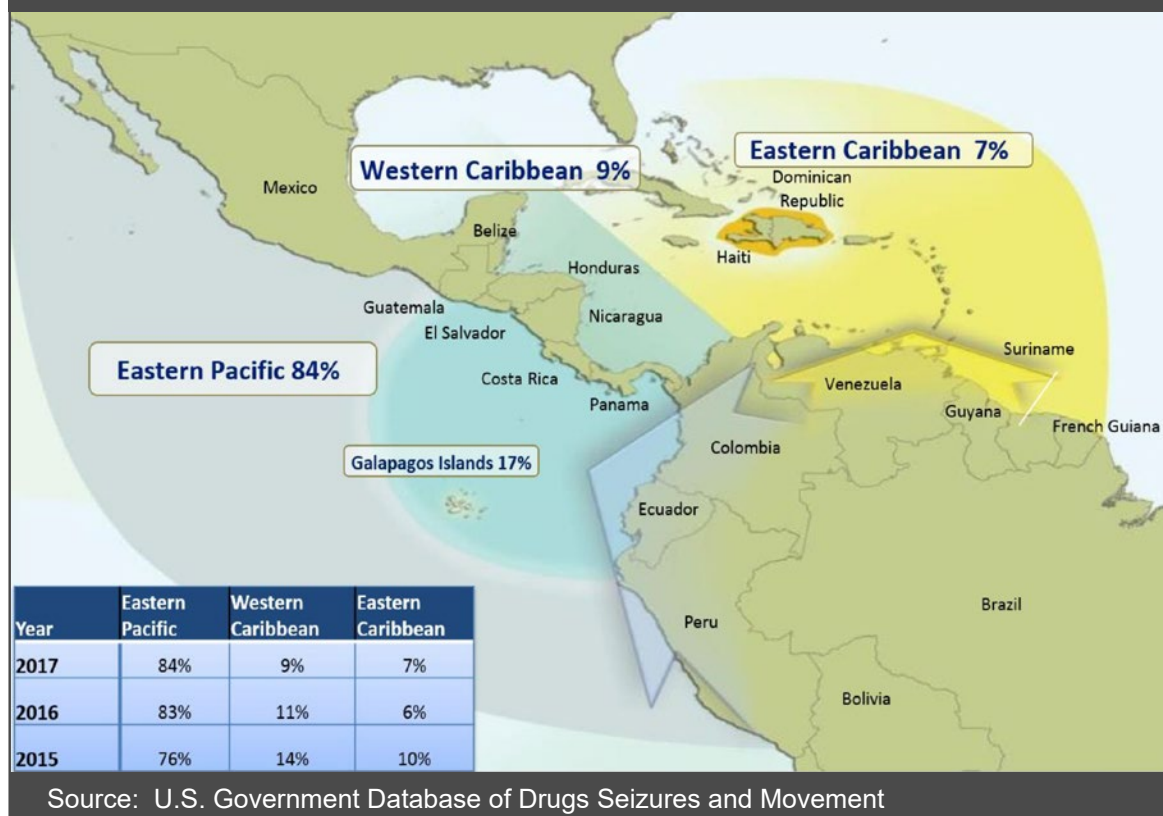 Western Caribbean 9%
Eastern Caribbean 7%
Dominican
Republic
Mexico
Belize
Haiti
Honduras
Guatemala
Nicaragua
El Salvador
Eastern Pacific 84%
Costa Rica
Panama
Suriname
Venezuela
Guyana
French Guiana
Colombia
Galapagos Islands 17%
Ecuador
Brazil
Peru
Bolivia
Year Eastern Pacific Western Caribbean Eastern Caribbean
2017 84% 9% 7%
2016 83% 11% 6%
2015 76% 14% 10%
Source: U.S. Government Database of Drugs Seizures and Movement